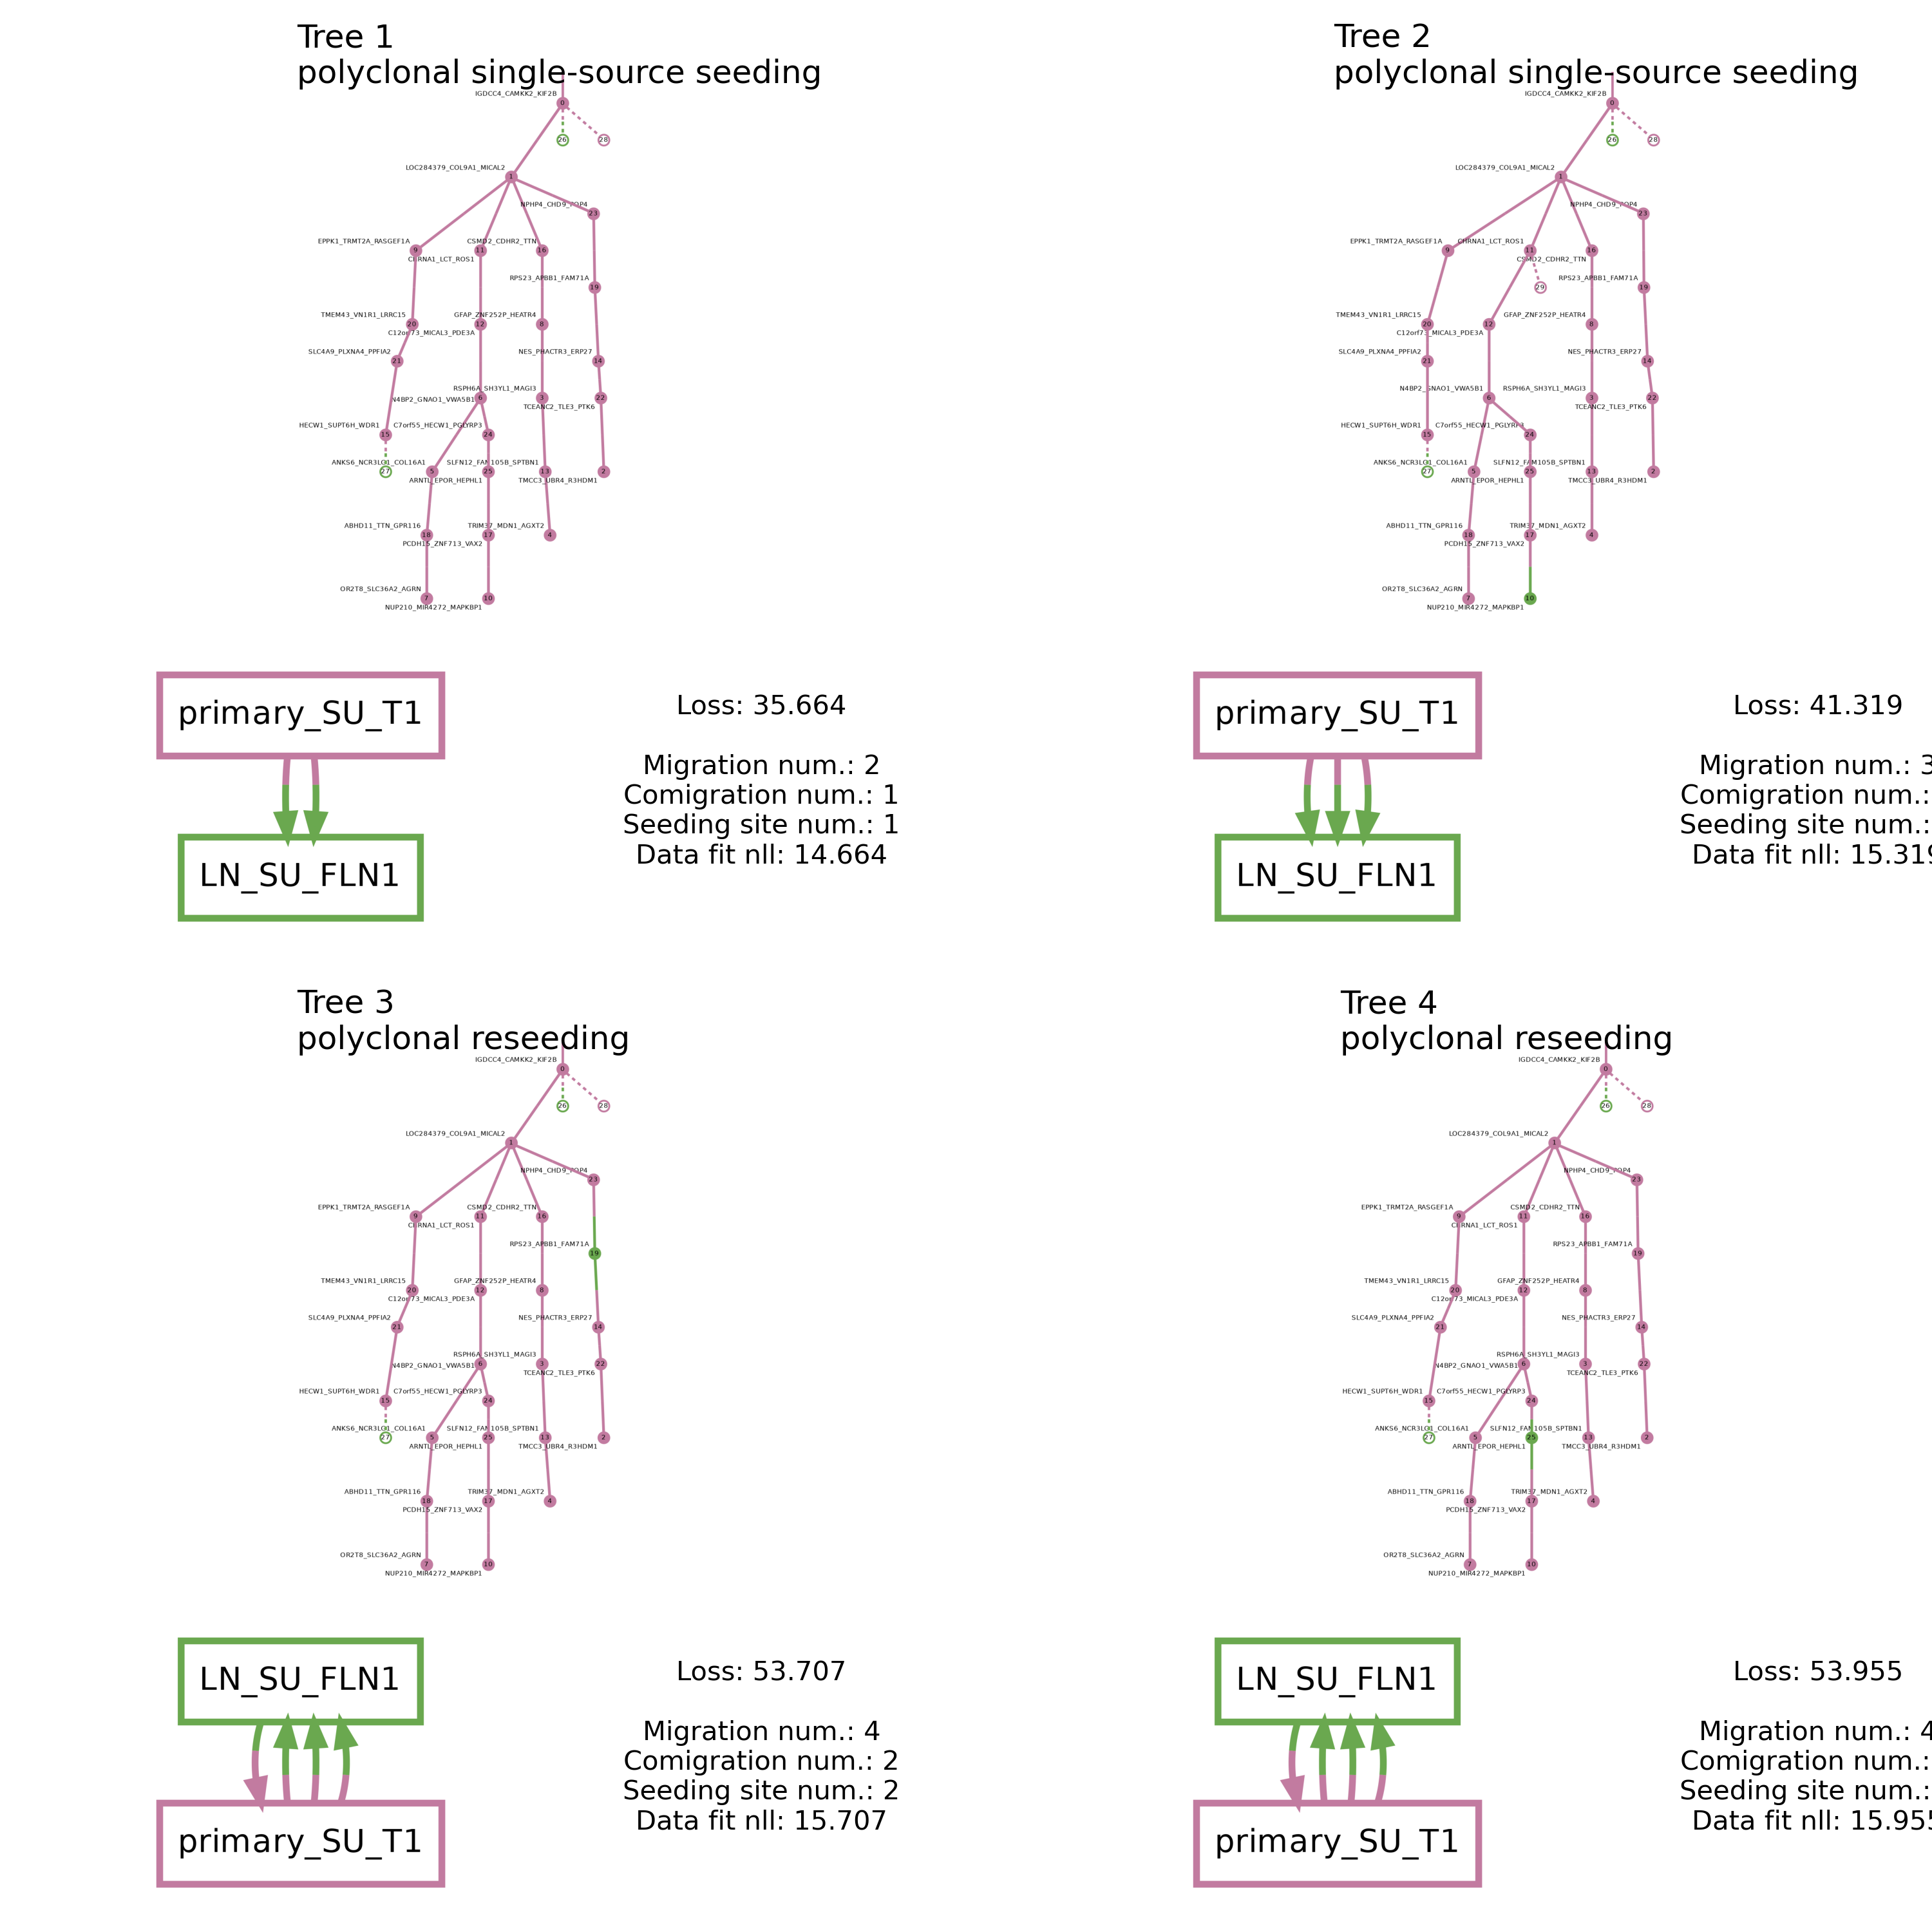 Tree 1
polyclonal single-source seeding
IGDCC4_CAMKK2_KIF2B
0
26
28
LOC284379_COL9A1_MICAL2
1
23
EPPK1_TRMT2A_RASGEF1A
CSMD2_CDHR2_TTN
9
11
16
RPS23_APBB1_FAM71A
19
TMEM43_VN1R1_LRRC15
GFAP_ZNF252P_HEATR4
20
12
8
C12orf73_MICAL3_PDE3A
SLC4A9_PLXNA4_PPFIA2
NES_PHACTR3_ERP27
21
14
RSPH6A_SH3YL1_MAGI3
N4BP2_GNAO1_VWA5B1
6
3
22
TCEANC2_TLE3_PTK6
HECW1_SUPT6H_WDR1
C7orf55_HECW1_PGLYRP3
15
24
ANKS6_NCR3LG1_COL16A1
SLFN12_FAM105B_SPTBN1
27
5
25
13
2
ARNTL_EPOR_HEPHL1
TMCC3_UBR4_R3HDM1
ABHD11_TTN_GPR116
TRIM37_MDN1_AGXT2
18
17
4
PCDH15_ZNF713_VAX2
OR2T8_SLC36A2_AGRN
7
10
NUP210_MIR4272_MAPKBP1
primary_SU_T1
LN_SU_FLN1
Loss: 35.664
Migration num.: 2
Comigration num.: 1
Seeding site num.: 1
Data fit nll: 14.664
Tree 2
polyclonal single-source seeding
IGDCC4_CAMKK2_KIF2B
0
26
28
LOC284379_COL9A1_MICAL2
1
23
EPPK1_TRMT2A_RASGEF1A
9
11
16
CSMD2_CDHR2_TTN
RPS23_APBB1_FAM71A
29
19
TMEM43_VN1R1_LRRC15
GFAP_ZNF252P_HEATR4
20
12
8
C12orf73_MICAL3_PDE3A
SLC4A9_PLXNA4_PPFIA2
NES_PHACTR3_ERP27
21
14
N4BP2_GNAO1_VWA5B1
RSPH6A_SH3YL1_MAGI3
6
3
22
TCEANC2_TLE3_PTK6
HECW1_SUPT6H_WDR1
C7orf55_HECW1_PGLYRP3
15
24
ANKS6_NCR3LG1_COL16A1
SLFN12_FAM105B_SPTBN1
27
5
25
13
2
ARNTL_EPOR_HEPHL1
TMCC3_UBR4_R3HDM1
ABHD11_TTN_GPR116
TRIM37_MDN1_AGXT2
18
17
4
PCDH15_ZNF713_VAX2
OR2T8_SLC36A2_AGRN
7
10
NUP210_MIR4272_MAPKBP1
primary_SU_T1
LN_SU_FLN1
Loss: 41.319
Migration num.: 3
Comigration num.:
Seeding site num.:
Data fit nll: 15.319
Tree 3
polyclonal reseeding
IGDCC4_CAMKK2_KIF2B
0
26
28
LOC284379_COL9A1_MICAL2
1
23
EPPK1_TRMT2A_RASGEF1A
CSMD2_CDHR2_TTN
9
11
16
RPS23_APBB1_FAM71A
19
TMEM43_VN1R1_LRRC15
GFAP_ZNF252P_HEATR4
20
12
8
C12orf73_MICAL3_PDE3A
SLC4A9_PLXNA4_PPFIA2
NES_PHACTR3_ERP27
21
14
RSPH6A_SH3YL1_MAGI3
N4BP2_GNAO1_VWA5B1
6
3
22
TCEANC2_TLE3_PTK6
HECW1_SUPT6H_WDR1
C7orf55_HECW1_PGLYRP3
15
24
ANKS6_NCR3LG1_COL16A1
SLFN12_FAM105B_SPTBN1
27
5
25
13
2
ARNTL_EPOR_HEPHL1
TMCC3_UBR4_R3HDM1
ABHD11_TTN_GPR116
TRIM37_MDN1_AGXT2
18
17
4
PCDH15_ZNF713_VAX2
OR2T8_SLC36A2_AGRN
7
10
NUP210_MIR4272_MAPKBP1
LN_SU_FLN1
primary_SU_T1
Loss: 53.707
Migration num.: 4
Comigration num.: 2
Seeding site num.: 2
Data fit nll: 15.707
Tree 4
polyclonal reseeding
IGDCC4_CAMKK2_KIF2B
0
26
28
LOC284379_COL9A1_MICAL2
1
23
EPPK1_TRMT2A_RASGEF1A
CSMD2_CDHR2_TTN
9
11
16
RPS23_APBB1_FAM71A
19
TMEM43_VN1R1_LRRC15
GFAP_ZNF252P_HEATR4
20
12
8
C12orf73_MICAL3_PDE3A
SLC4A9_PLXNA4_PPFIA2
NES_PHACTR3_ERP27
21
14
RSPH6A_SH3YL1_MAGI3
N4BP2_GNAO1_VWA5B1
6
3
22
TCEANC2_TLE3_PTK6
HECW1_SUPT6H_WDR1
C7orf55_HECW1_PGLYRP3
15
24
ANKS6_NCR3LG1_COL16A1
SLFN12_FAM105B_SPTBN1
27
5
25
13
2
ARNTL_EPOR_HEPHL1
TMCC3_UBR4_R3HDM1
ABHD11_TTN_GPR116
TRIM37_MDN1_AGXT2
18
17
4
PCDH15_ZNF713_VAX2
OR2T8_SLC36A2_AGRN
7
10
NUP210_MIR4272_MAPKBP1
LN_SU_FLN1
primary_SU_T1
Loss: 53.955
Migration num.: 4
Comigration num.:
Seeding site num.:
Data fit nll: 15.955